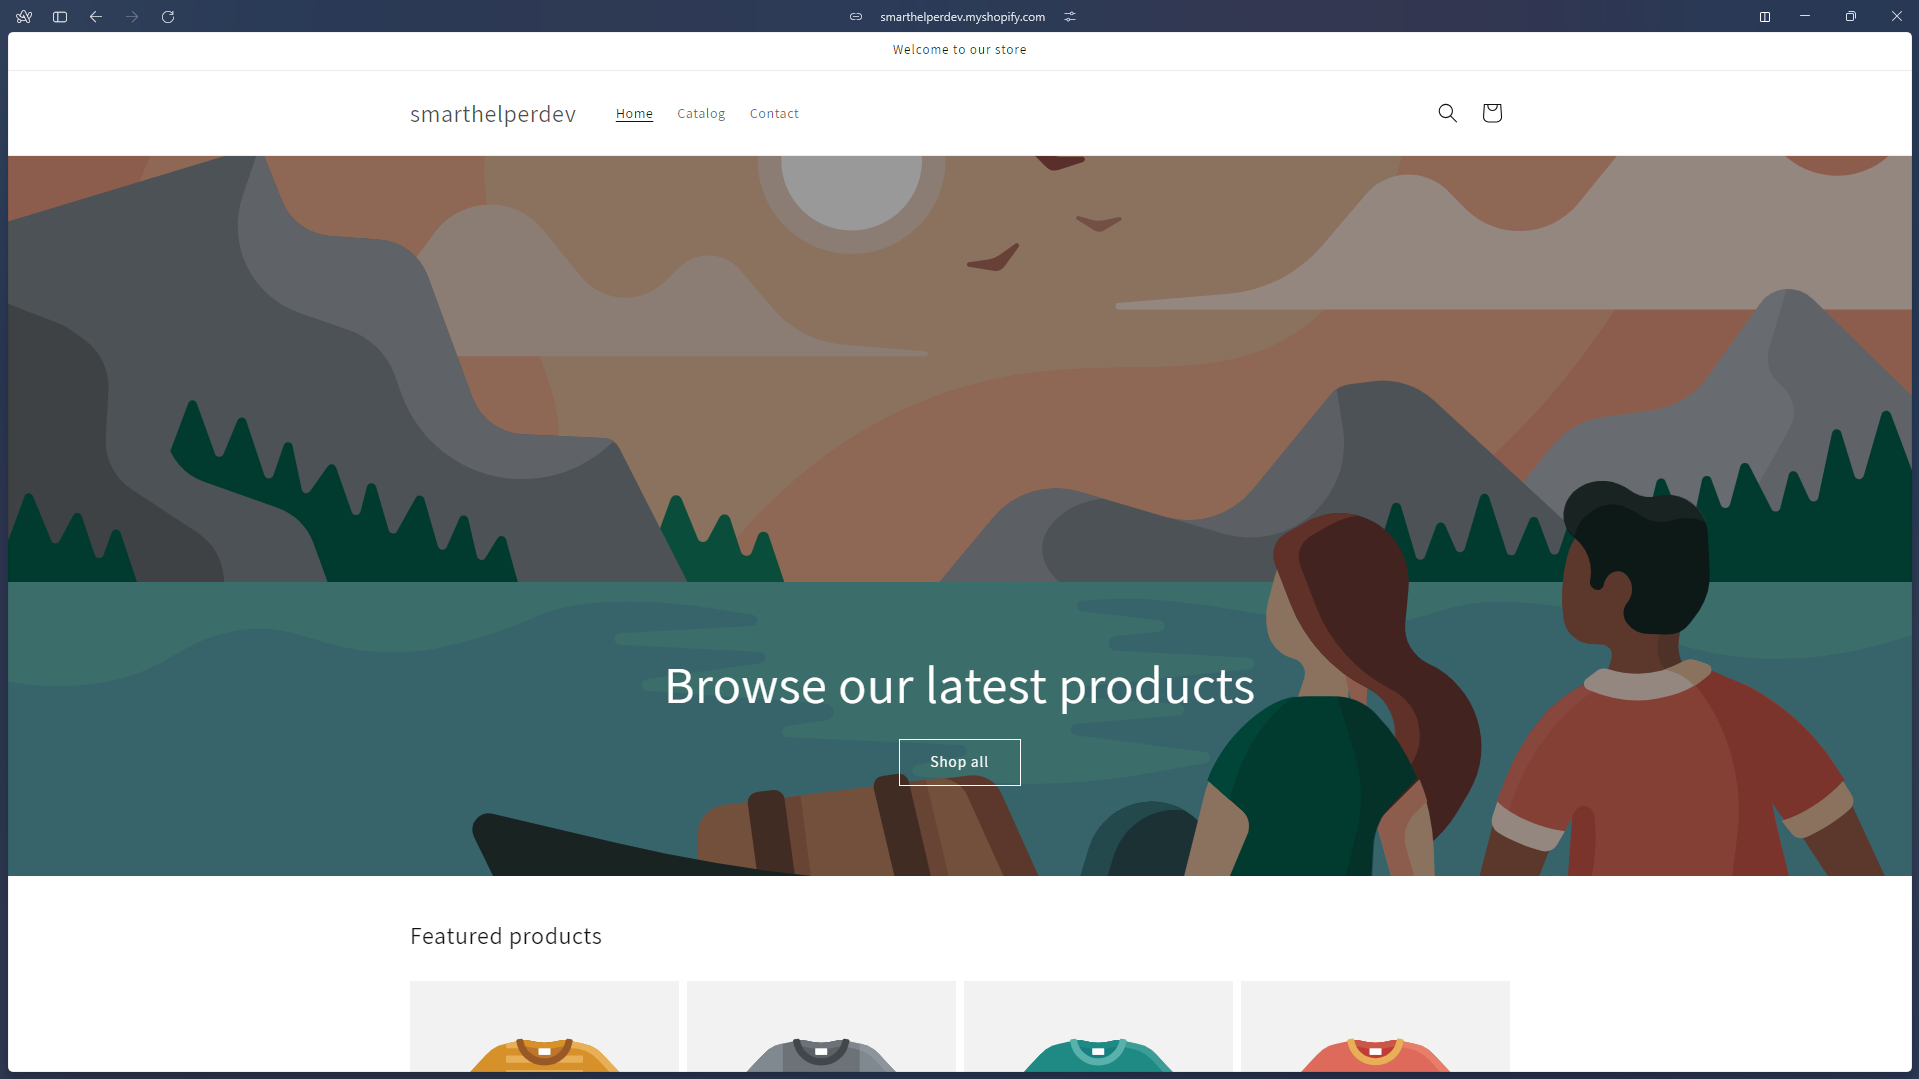 smarthelperdev.myshopify.com
Welcome to our store
smarthelperdev
Home
Catalog
Contact
Browse our latest products
Shop all
Featured products